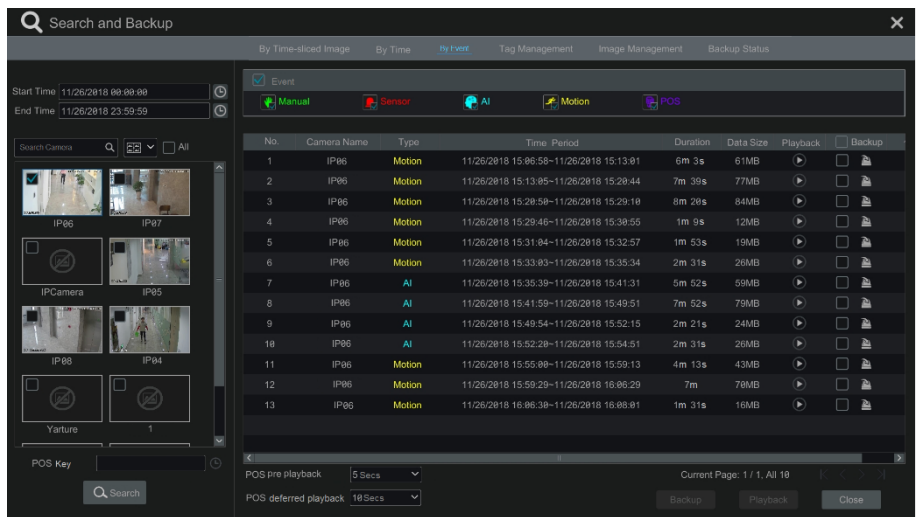 Search and Backup
By Time-sliced Image By Time By Event Tag Management Image Management Backup Status
Start Time 11/26/2018 00:00:00
End Time 11/26/2018 23:59:59
Search Camera All
IP06 IP07
IPCamera IP05
IP08 IP04
Yarture 1
POS Key
Search
Event
Manual Sensor AI Motion POS
No. Camera Name Type Time Period Duration Data Size Playback Backup
1 IP06 Motion 11/26/2018 15:06:58~11/26/2018 15:13:01 6m 3s 61MB
2 IP06 Motion 11/26/2018 15:13:05~11/26/2018 15:20:44 7m 39s 77MB
3 IP06 Motion 11/26/2018 15:20:50~11/26/2018 15:29:10 8m 20s 84MB
4 IP06 Motion 11/26/2018 15:29:46~11/26/2018 15:30:55 1m 9s 12MB
5 IP06 Motion 11/26/2018 15:31:04~11/26/2018 15:32:57 1m 53s 19MB
6 IP06 Motion 11/26/2018 15:33:03~11/26/2018 15:35:34 2m 31s 26MB
7 IP06 AI 11/26/2018 15:35:39~11/26/2018 15:41:31 5m 52s 59MB
8 IP06 AI 11/26/2018 15:41:59~11/26/2018 15:49:51 7m 52s 79MB
9 IP06 AI 11/26/2018 15:49:54~11/26/2018 15:52:15 2m 21s 24MB
10 IP06 AI 11/26/2018 15:52:20~11/26/2018 15:54:51 2m 31s 26MB
11 IP06 Motion 11/26/2018 15:55:00~11/26/2018 15:59:13 4m 13s 43MB
12 IP06 Motion 11/26/2018 15:59:29~11/26/2018 16:06:29 7m 70MB
13 IP06 Motion 11/26/2018 16:06:30~11/26/2018 16:08:01 1m 31s 16MB
POS pre playback 5 Secs Current Page: 1 / 1, All 10
POS deferred playback 10Secs Backup Playback Close